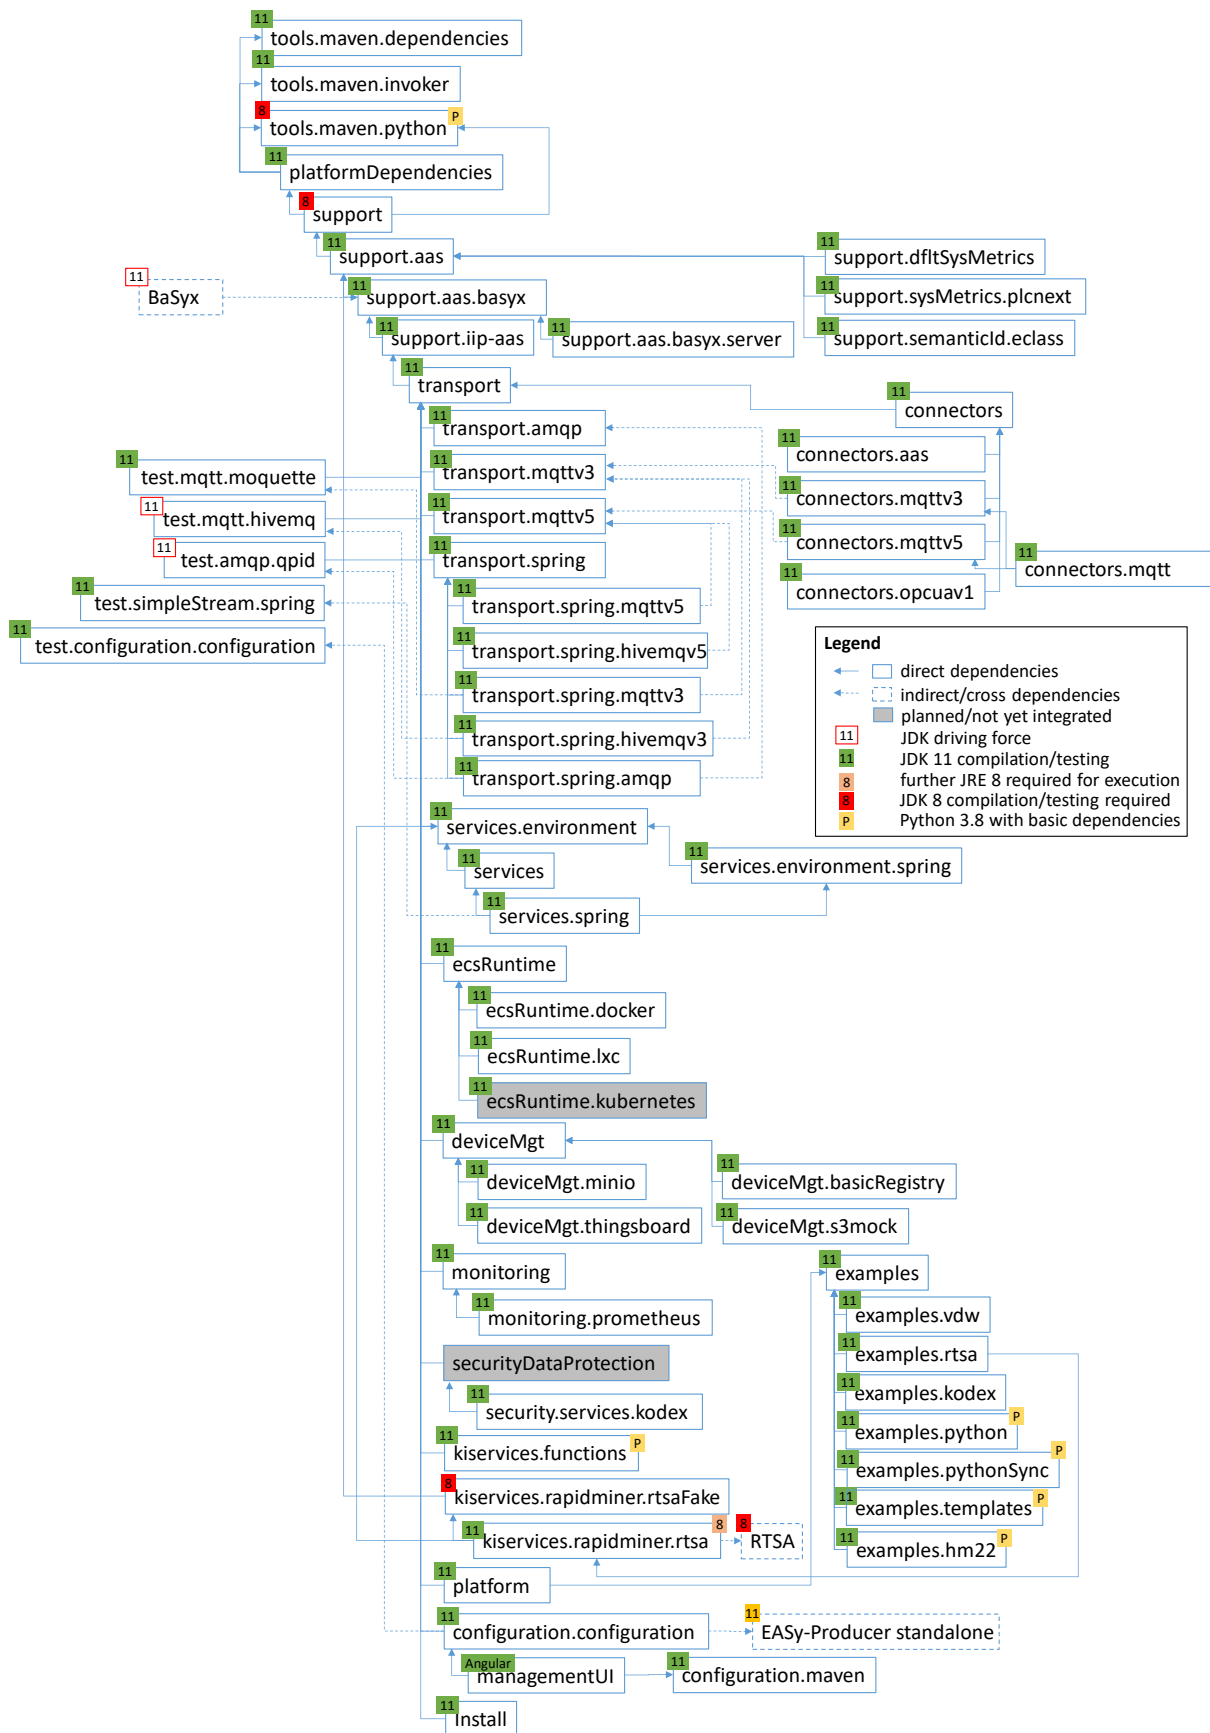 11
tools.maven.dependencies
11
tools.maven.invoker
8
P
tools.maven.python
11
platformDependencies
8
support
11
support.aas
11
support.dfltSysMetrics
11
BaSyx
11
support.aas.basyx
11
support.sysMetrics.plcnext
11
support.iip-aas
11
support.aas.basyx.server
11
support.semanticId.eclass
11
transport
11
connectors
11
transport.amqp
11
connectors.aas
11
test.mqtt.moquette
11
transport.mqttv3
11
connectors.mqttv3
11
test.mqtt.hivemq
11
transport.mqttv5
11
connectors.mqttv5
11
test.amqp.qpid
11
transport.spring
11
connectors.mqtt
11
test.simpleStream.spring
11
transport.spring.mqttv5
11
connectors.opcuav1
11
test.configuration.configuration
11
transport.spring.hivemqv5
11
transport.spring.mqttv3
11
transport.spring.hivemqv3
11
transport.spring.amqp
Legend
direct dependencies
indirect/cross dependencies
planned/not yet integrated
11 JDK driving force
11 JDK 11 compilation/testing
8 further JRE 8 required for execution
8 JDK 8 compilation/testing required
P Python 3.8 with basic dependencies
11
services.environment
11
services
11
services.environment.spring
11
services.spring
11
ecsRuntime
11
ecsRuntime.docker
11
ecsRuntime.lxc
11
ecsRuntime.kubernetes
11
deviceMgt
11
deviceMgt.minio
11
deviceMgt.basicRegistry
11
deviceMgt.thingsboard
11
deviceMgt.s3mock
11
monitoring
11
monitoring.prometheus
11
examples
11
examples.vdw
11
examples.rtsa
11
examples.kodex
11
P
examples.python
11
P
examples.pythonSync
11
P
examples.templates
11
P
examples.hm22
securityDataProtection
11
security.services.kodex
11
P
kiservices.functions
8
kiservices.rapidminer.rtsaFake
11
8
kiservices.rapidminer.rtsa
8
RTSA
11
platform
11
configuration.configuration
11
EASy-Producer standalone
Angular
managementUI
11
configuration.maven
11
Install